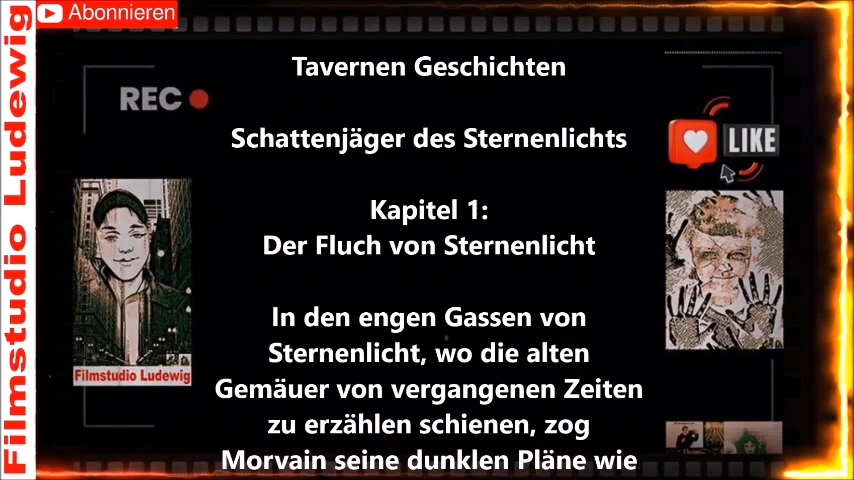 Filmstudio Ludewig
Abonnieren
REC
LIKE
Filmstudio Ludewig
Tavernen Geschichten
Schattenjäger des Sternenlichts
Kapitel 1:
Der Fluch von Sternenlicht
In den engen Gassen von
Sternenlicht, wo die alten
Gemäuer von vergangenen Zeiten
zu erzählen schienen, zog
Morvain seine dunklen Pläne wie